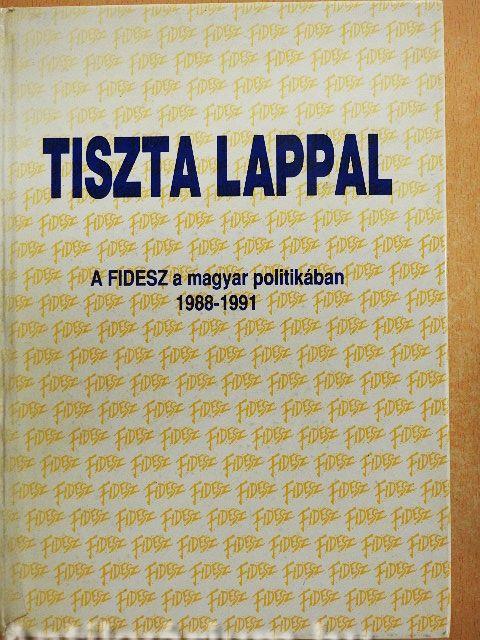 TISZTA LAPPAL
A FIDESZ a magyar politikában
1988-1991